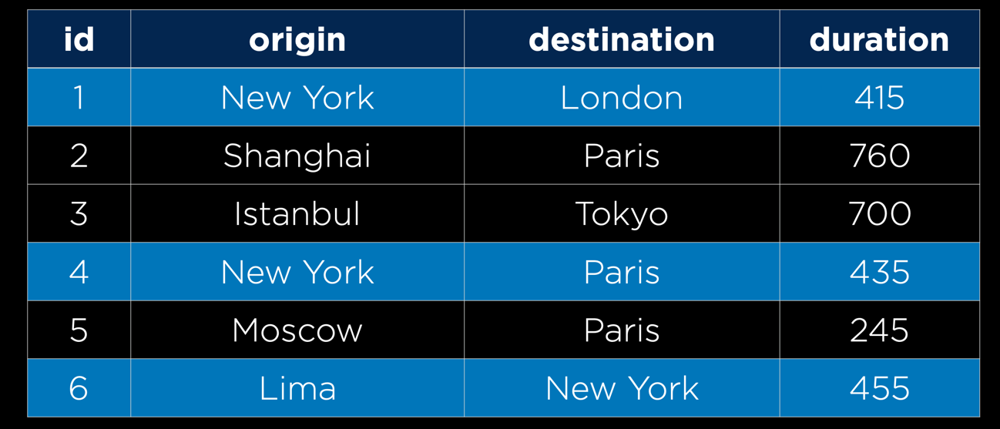 id origin destination duration
1 New York London 415
2 Shanghai Paris 760
3 Istanbul Tokyo 700
4 New York Paris 435
5 Moscow Paris 245
6 Lima New York 455